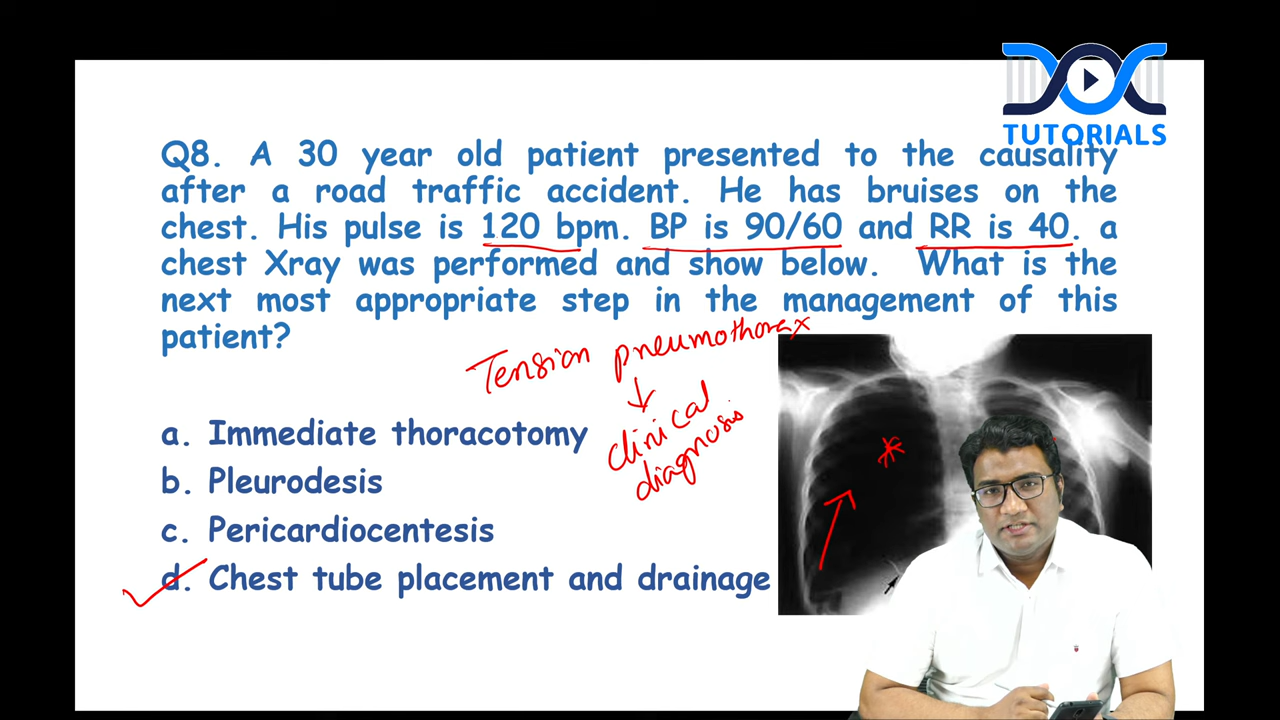 TUTORIALS
Q8. A 30 year old patient presented to the causality
after a road traffic accident. He has bruises on the
chest. His pulse is 120 bpm. BP is 90/60 and RR is 40. a
chest Xray was performed and show below. What is the
next most appropriate step in the management of this
patient?
Tension pneumothorax
clinical
diagnosis
a. Immediate thoracotomy
b. Pleurodesis
c. Pericardiocentesis
d. Chest tube placement and drainage